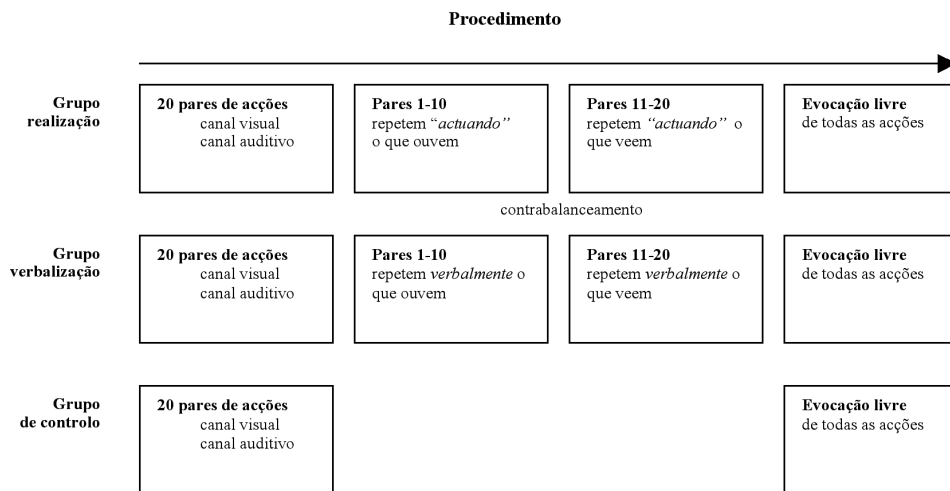 Procedimento
Grupo
realização
20 pares de acções
canal visual
canal auditivo
Pares 1-10
repetem “actuando”
o que ouvem
Pares 11-20
repetem “actuando” o
que veem
Evocação livre
de todas as acções
contrabalanceamento
Grupo
verbalização
20 pares de acções
canal visual
canal auditivo
Pares 1-10
repetem verbalmente o
que ouvem
Pares 11-20
repetem verbalmente o
que veem
Evocação livre
de todas as acções
Grupo
de controlo
20 pares de acções
canal visual
canal auditivo
Evocação livre
de todas as acções